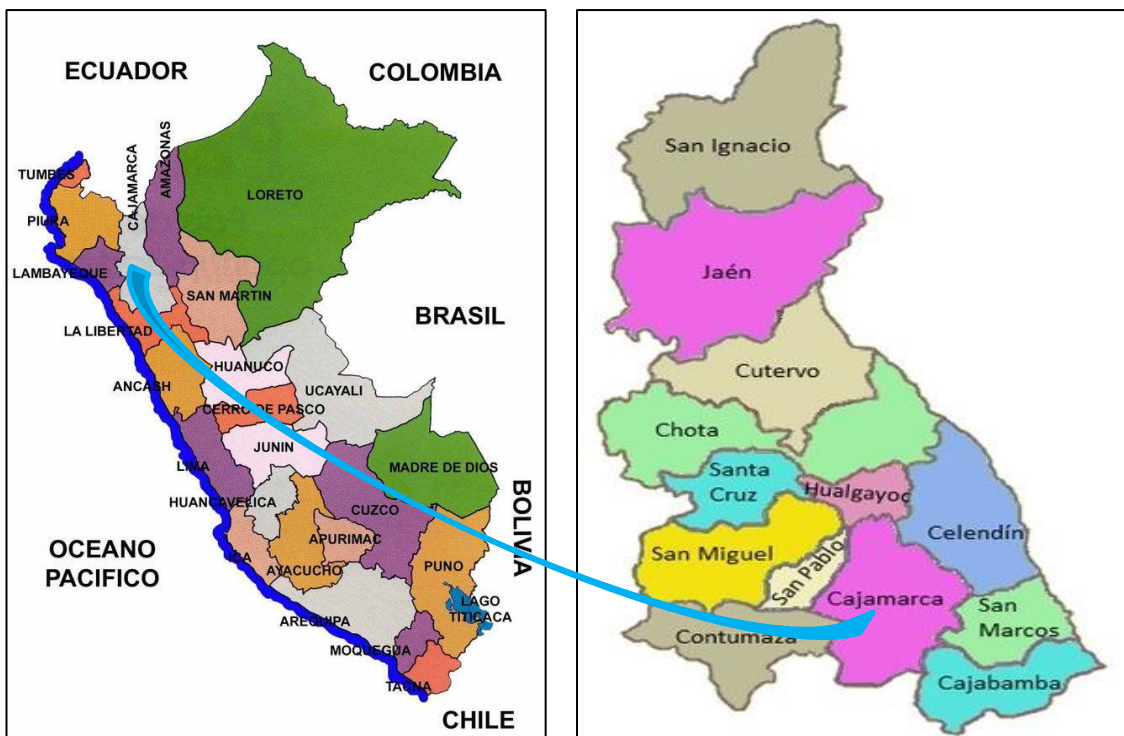 ECUADOR
COLOMBIA
TUMBES
PIURA
CAJAMARCA
AMAZONAS
LORETO
LAMBAYEQUE
SAN MARTIN
BRASIL
LA LIBERTAD
HUANUCO
UCAYALI
ANCASH
CERRO DE PASCO
JUNIN
LIMA
MADRE DE DIOS
HUANCAVELICA
CUZCO
BOLIVIA
OCEANO
PACIFICO
ICA
APURIMAC
AYACUCHO
PUNO
LAGO
TITICACA
AREQUIPA
MOQUEGUA
TACNA
CHILE
San Ignacio
Jaén
Cutervo
Chota
Santa
Cruz
Hualgayoc
San Miguel
San Pablo
Celendín
Cajamarca
San
Marcos
Contumaza
Cajabamba